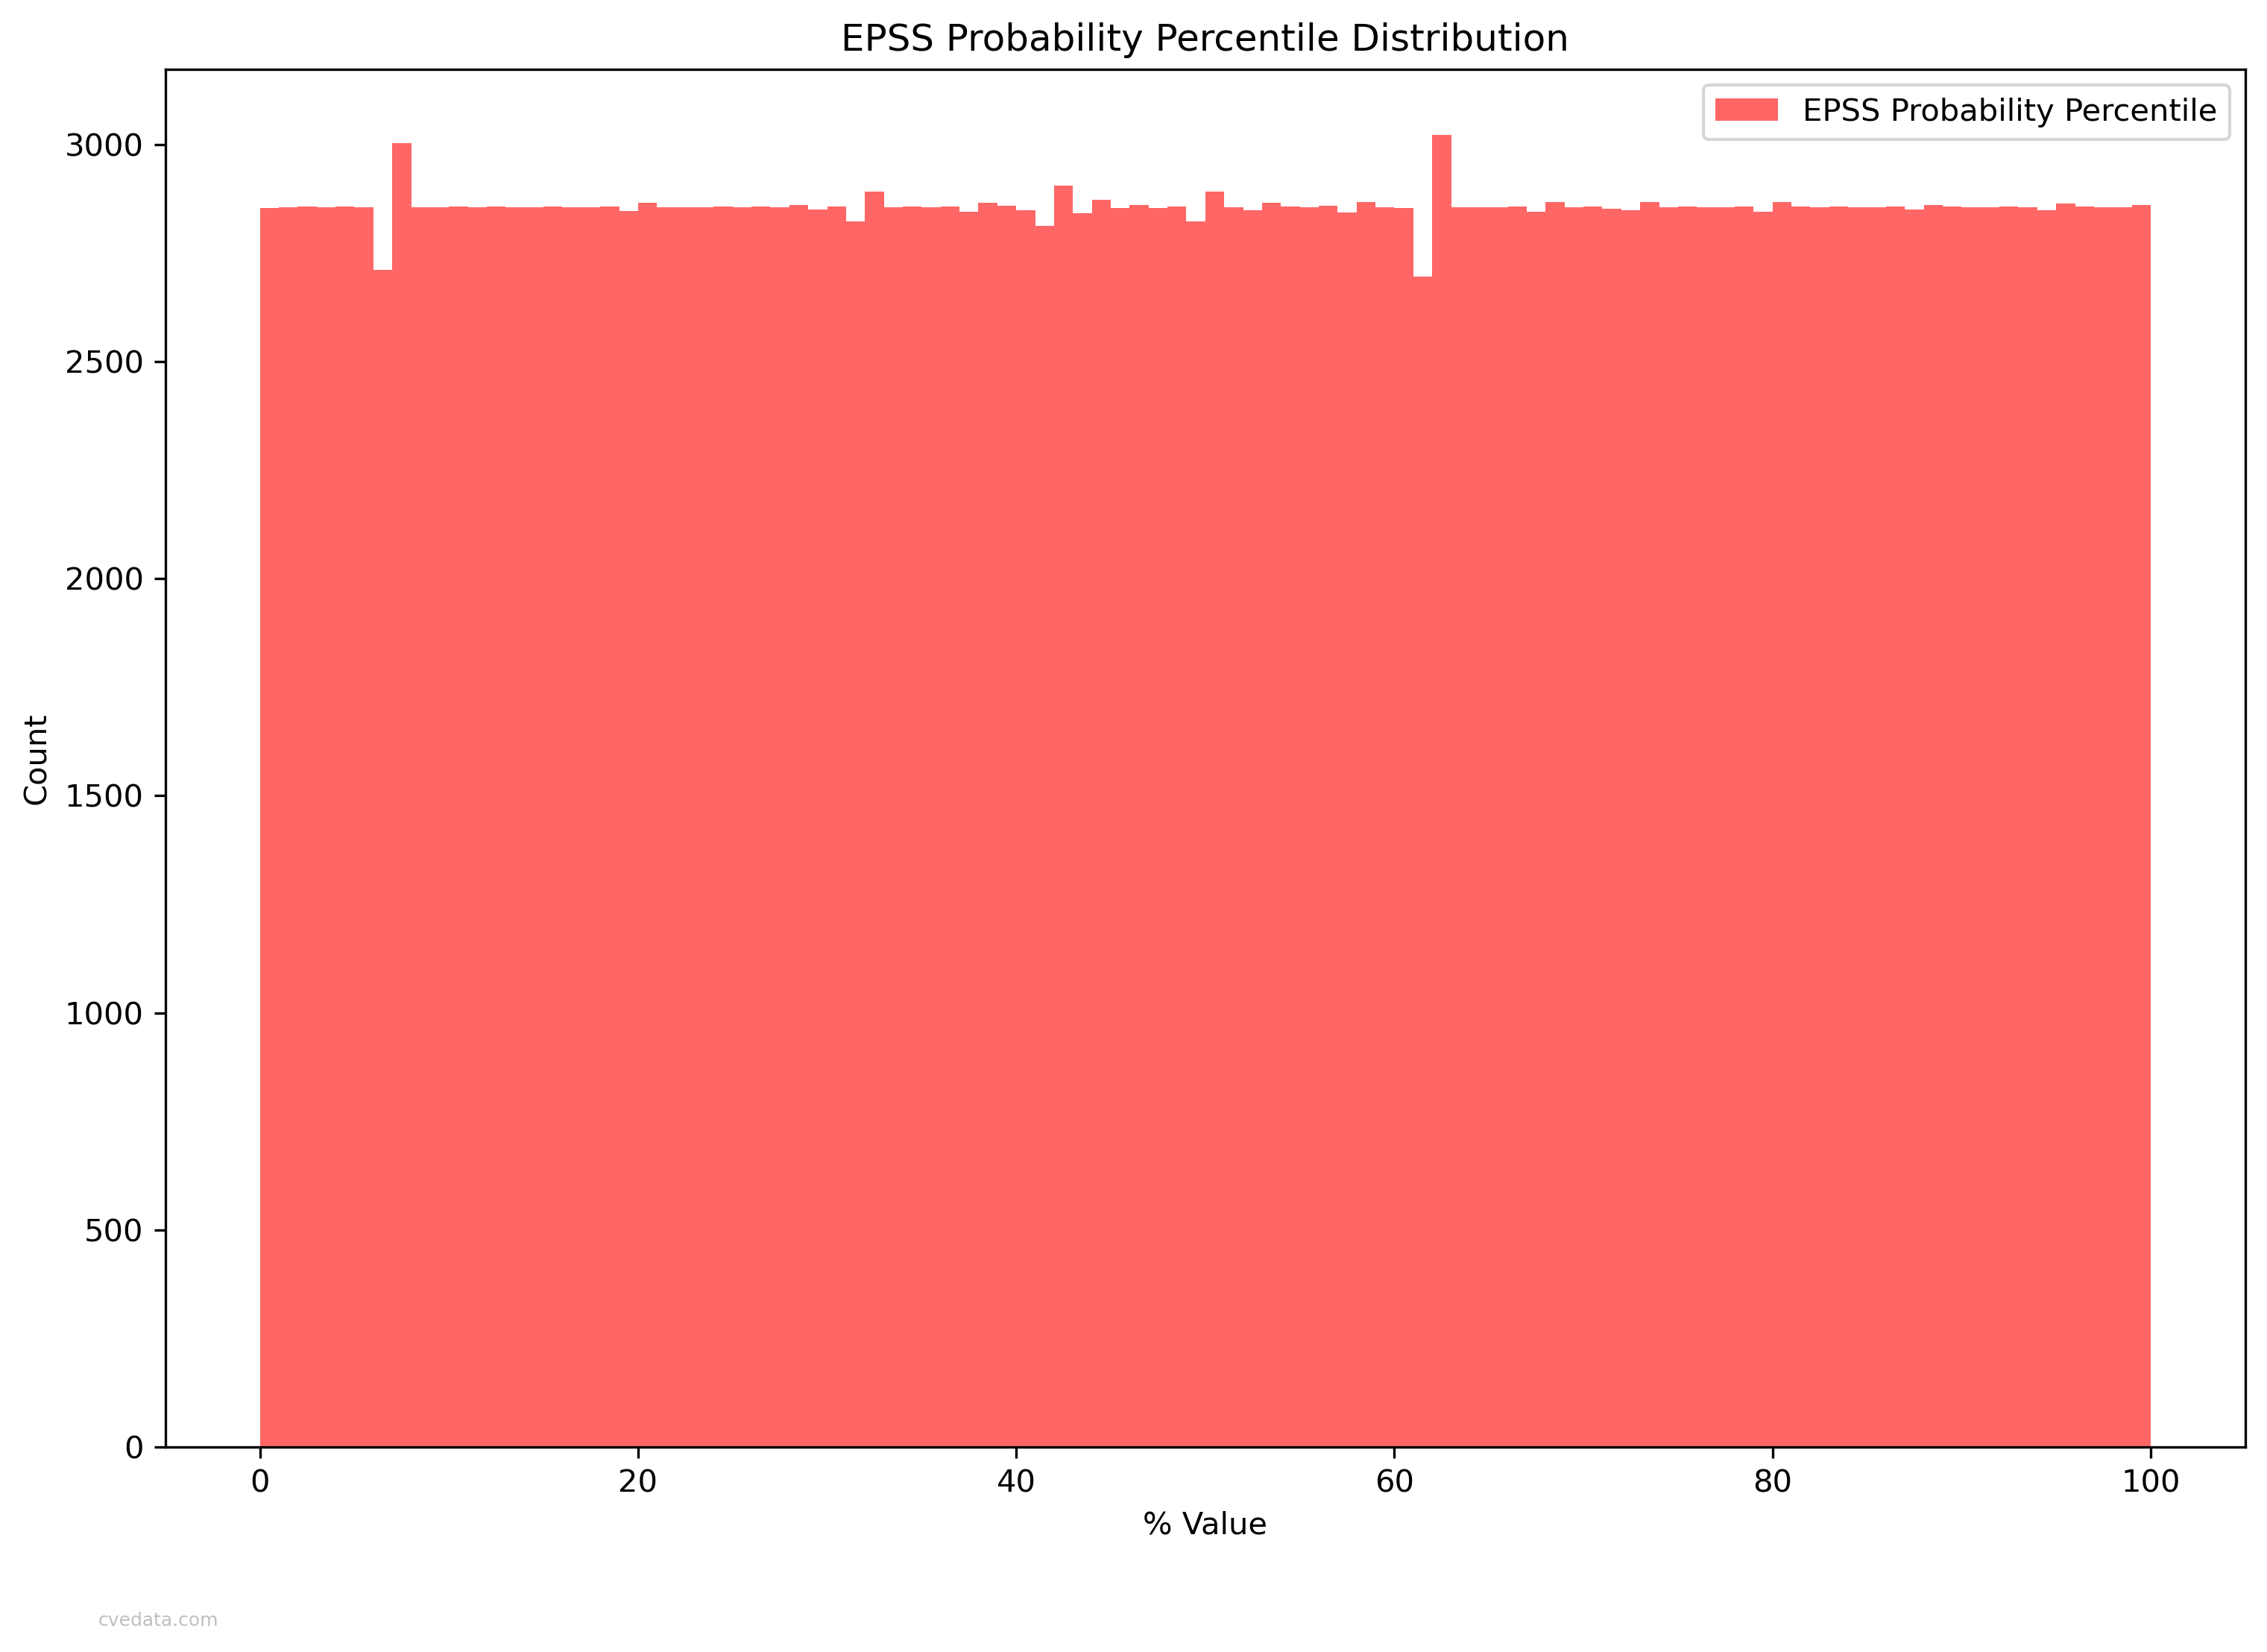 EPSS Probability Percentile Distribution
EPSS Probability Percentile
3000
2500
2000
1500
1000
500
0
Count
0 20 40 60 80 100
% Value
cvedata.com